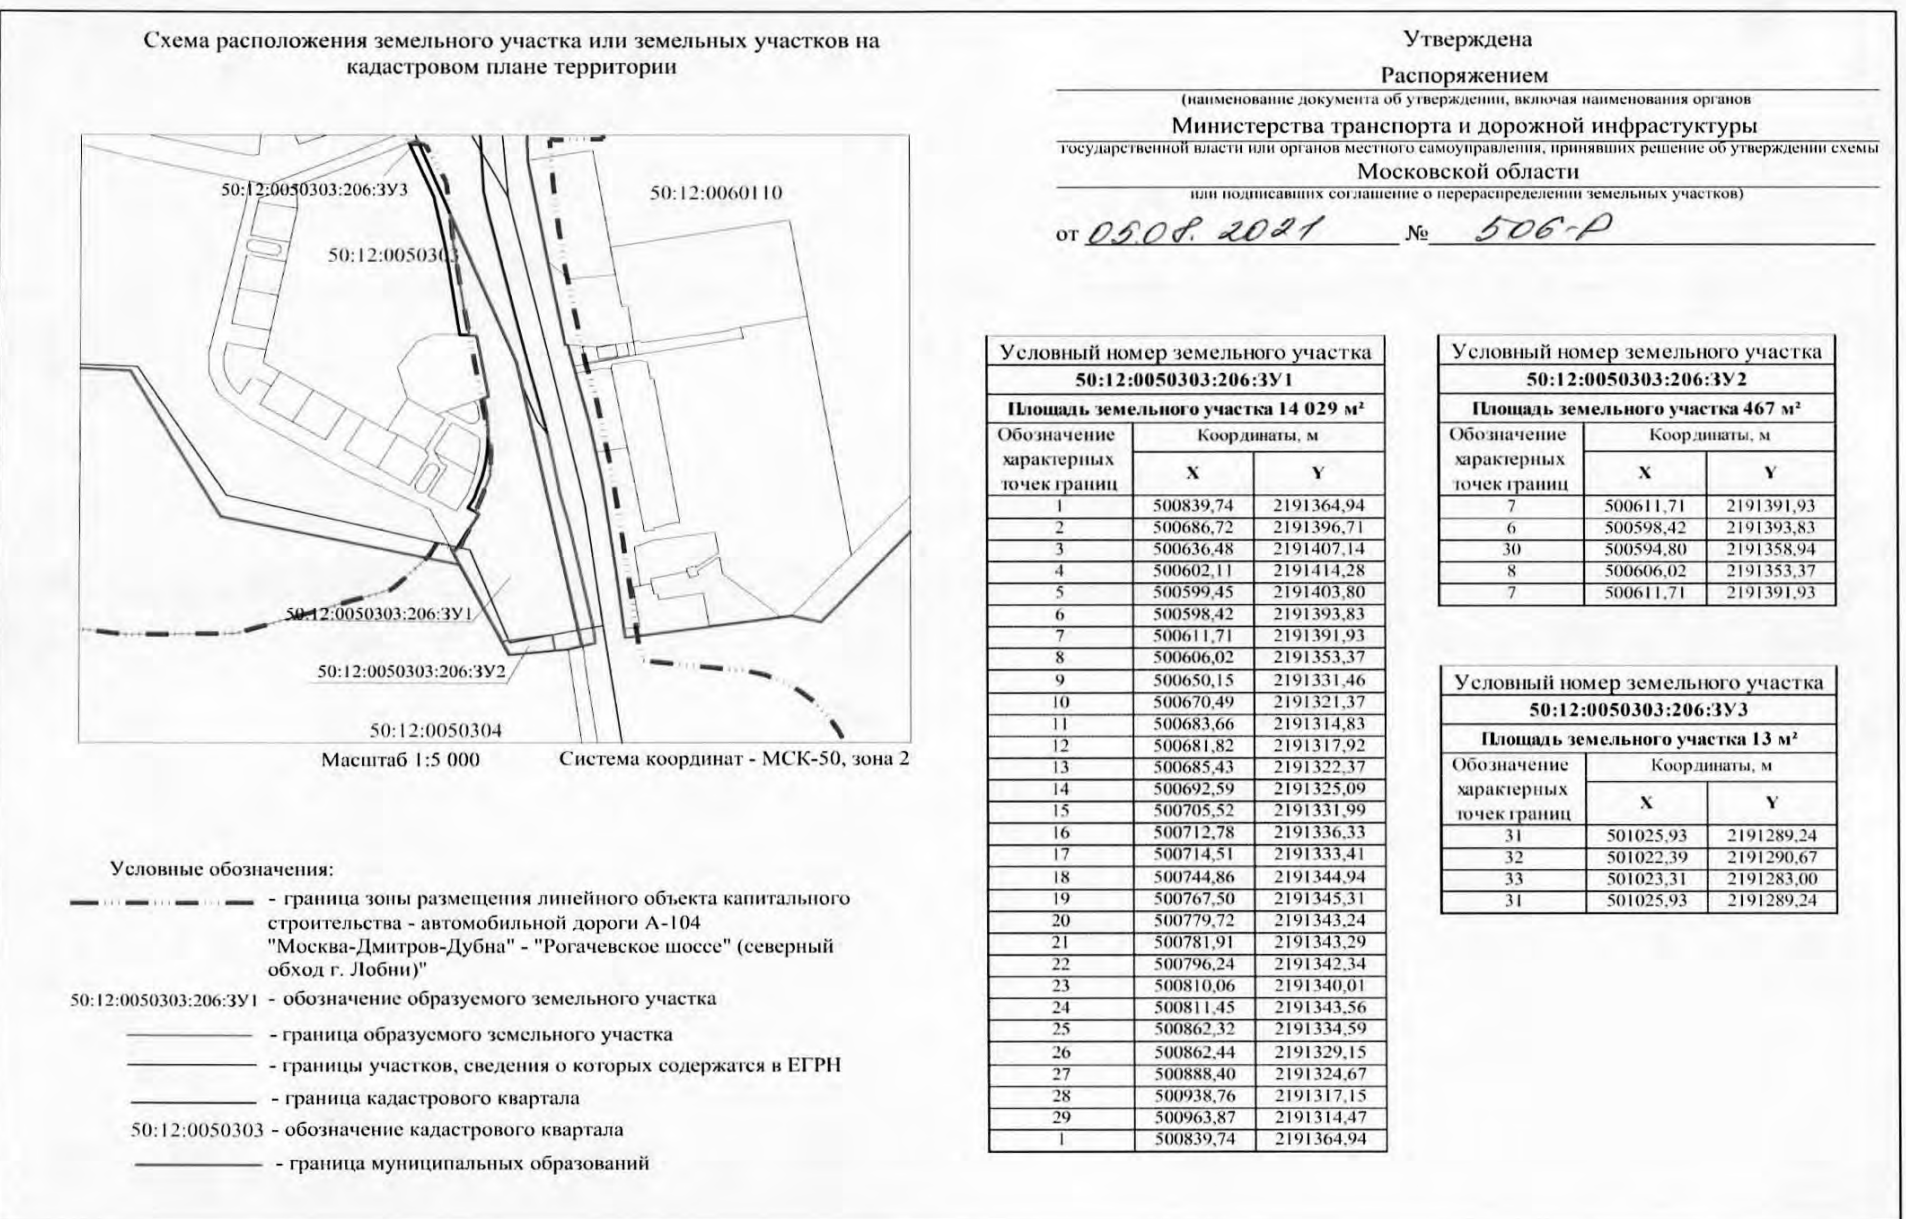 Схема расположения земельного участка или земельных участков на
кадастровом плане территории
50:12:0050303:206:ЗУ3
50:12:0060110
50:12:0050303
50:12:0050303:206:ЗУ1
50:12:0050303:206:ЗУ2
50:12:0050304
Масштаб 1:5 000
Система координат - МСК-50, зона 2
Условные обозначения:
- граница зоны размещения линейного объекта капитального
строительства - автомобильной дороги А-104
"Москва-Дмитров-Дубна" - "Рогачевское шоссе" (северный
обход г. Лобни)"
50:12:0050303:206:ЗУ1 - обозначение образуемого земельного участка
- граница образуемого земельного участка
- границы участков, сведения о которых содержатся в ЕГРН
- граница кадастрового квартала
50:12:0050303 - обозначение кадастрового квартала
- граница муниципальных образований
Утверждена
Распоряжением
(наименование документа об утверждении, включая наименования органов
Министерства транспорта и дорожной инфрастуктуры
государственной власти или органов местного самоуправления, принявших решение об утверждении схемы
Московской области
или подписавших соглашение о перераспределении земельных участков)
от 05.08.2021 № 506-Р
Условный номер земельного участка
50:12:0050303:206:ЗУ1
Площадь земельного участка 14 029 м²
Обозначение
характерных
точек границ
Координаты, м
X Y
1 500839,74 2191364,94
2 500686,72 2191396,71
3 500636,48 2191407,14
4 500602,11 2191414,28
5 500599,45 2191403,80
6 500598,42 2191393,83
7 500611,71 2191391,93
8 500606,02 2191353,37
9 500650,15 2191331,46
10 500670,49 2191321,37
11 500683,66 2191314,83
12 500681,82 2191317,92
13 500685,43 2191322,37
14 500692,59 2191325,09
15 500705,52 2191331,99
16 500712,78 2191336,33
17 500714,51 2191333,41
18 500744,86 2191344,94
19 500767,50 2191345,31
20 500779,72 2191343,24
21 500781,91 2191343,29
22 500796,24 2191342,34
23 500810,06 2191340,01
24 500811,45 2191343,56
25 500862,32 2191334,59
26 500862,44 2191329,15
27 500888,40 2191324,67
28 500938,76 2191317,15
29 500963,87 2191314,47
1 500839,74 2191364,94
Условный номер земельного участка
50:12:0050303:206:ЗУ2
Площадь земельного участка 467 м²
Обозначение
характерных
точек границ
Координаты, м
X Y
7 500611,71 2191391,93
6 500598,42 2191393,83
30 500594,80 2191358,94
8 500606,02 2191353,37
7 500611,71 2191391,93
Условный номер земельного участка
50:12:0050303:206:ЗУ3
Площадь земельного участка 13 м²
Обозначение
характерных
точек границ
Координаты, м
X Y
31 501025,93 2191289,24
32 501022,39 2191290,67
33 501023,31 2191283,00
31 501025,93 2191289,24